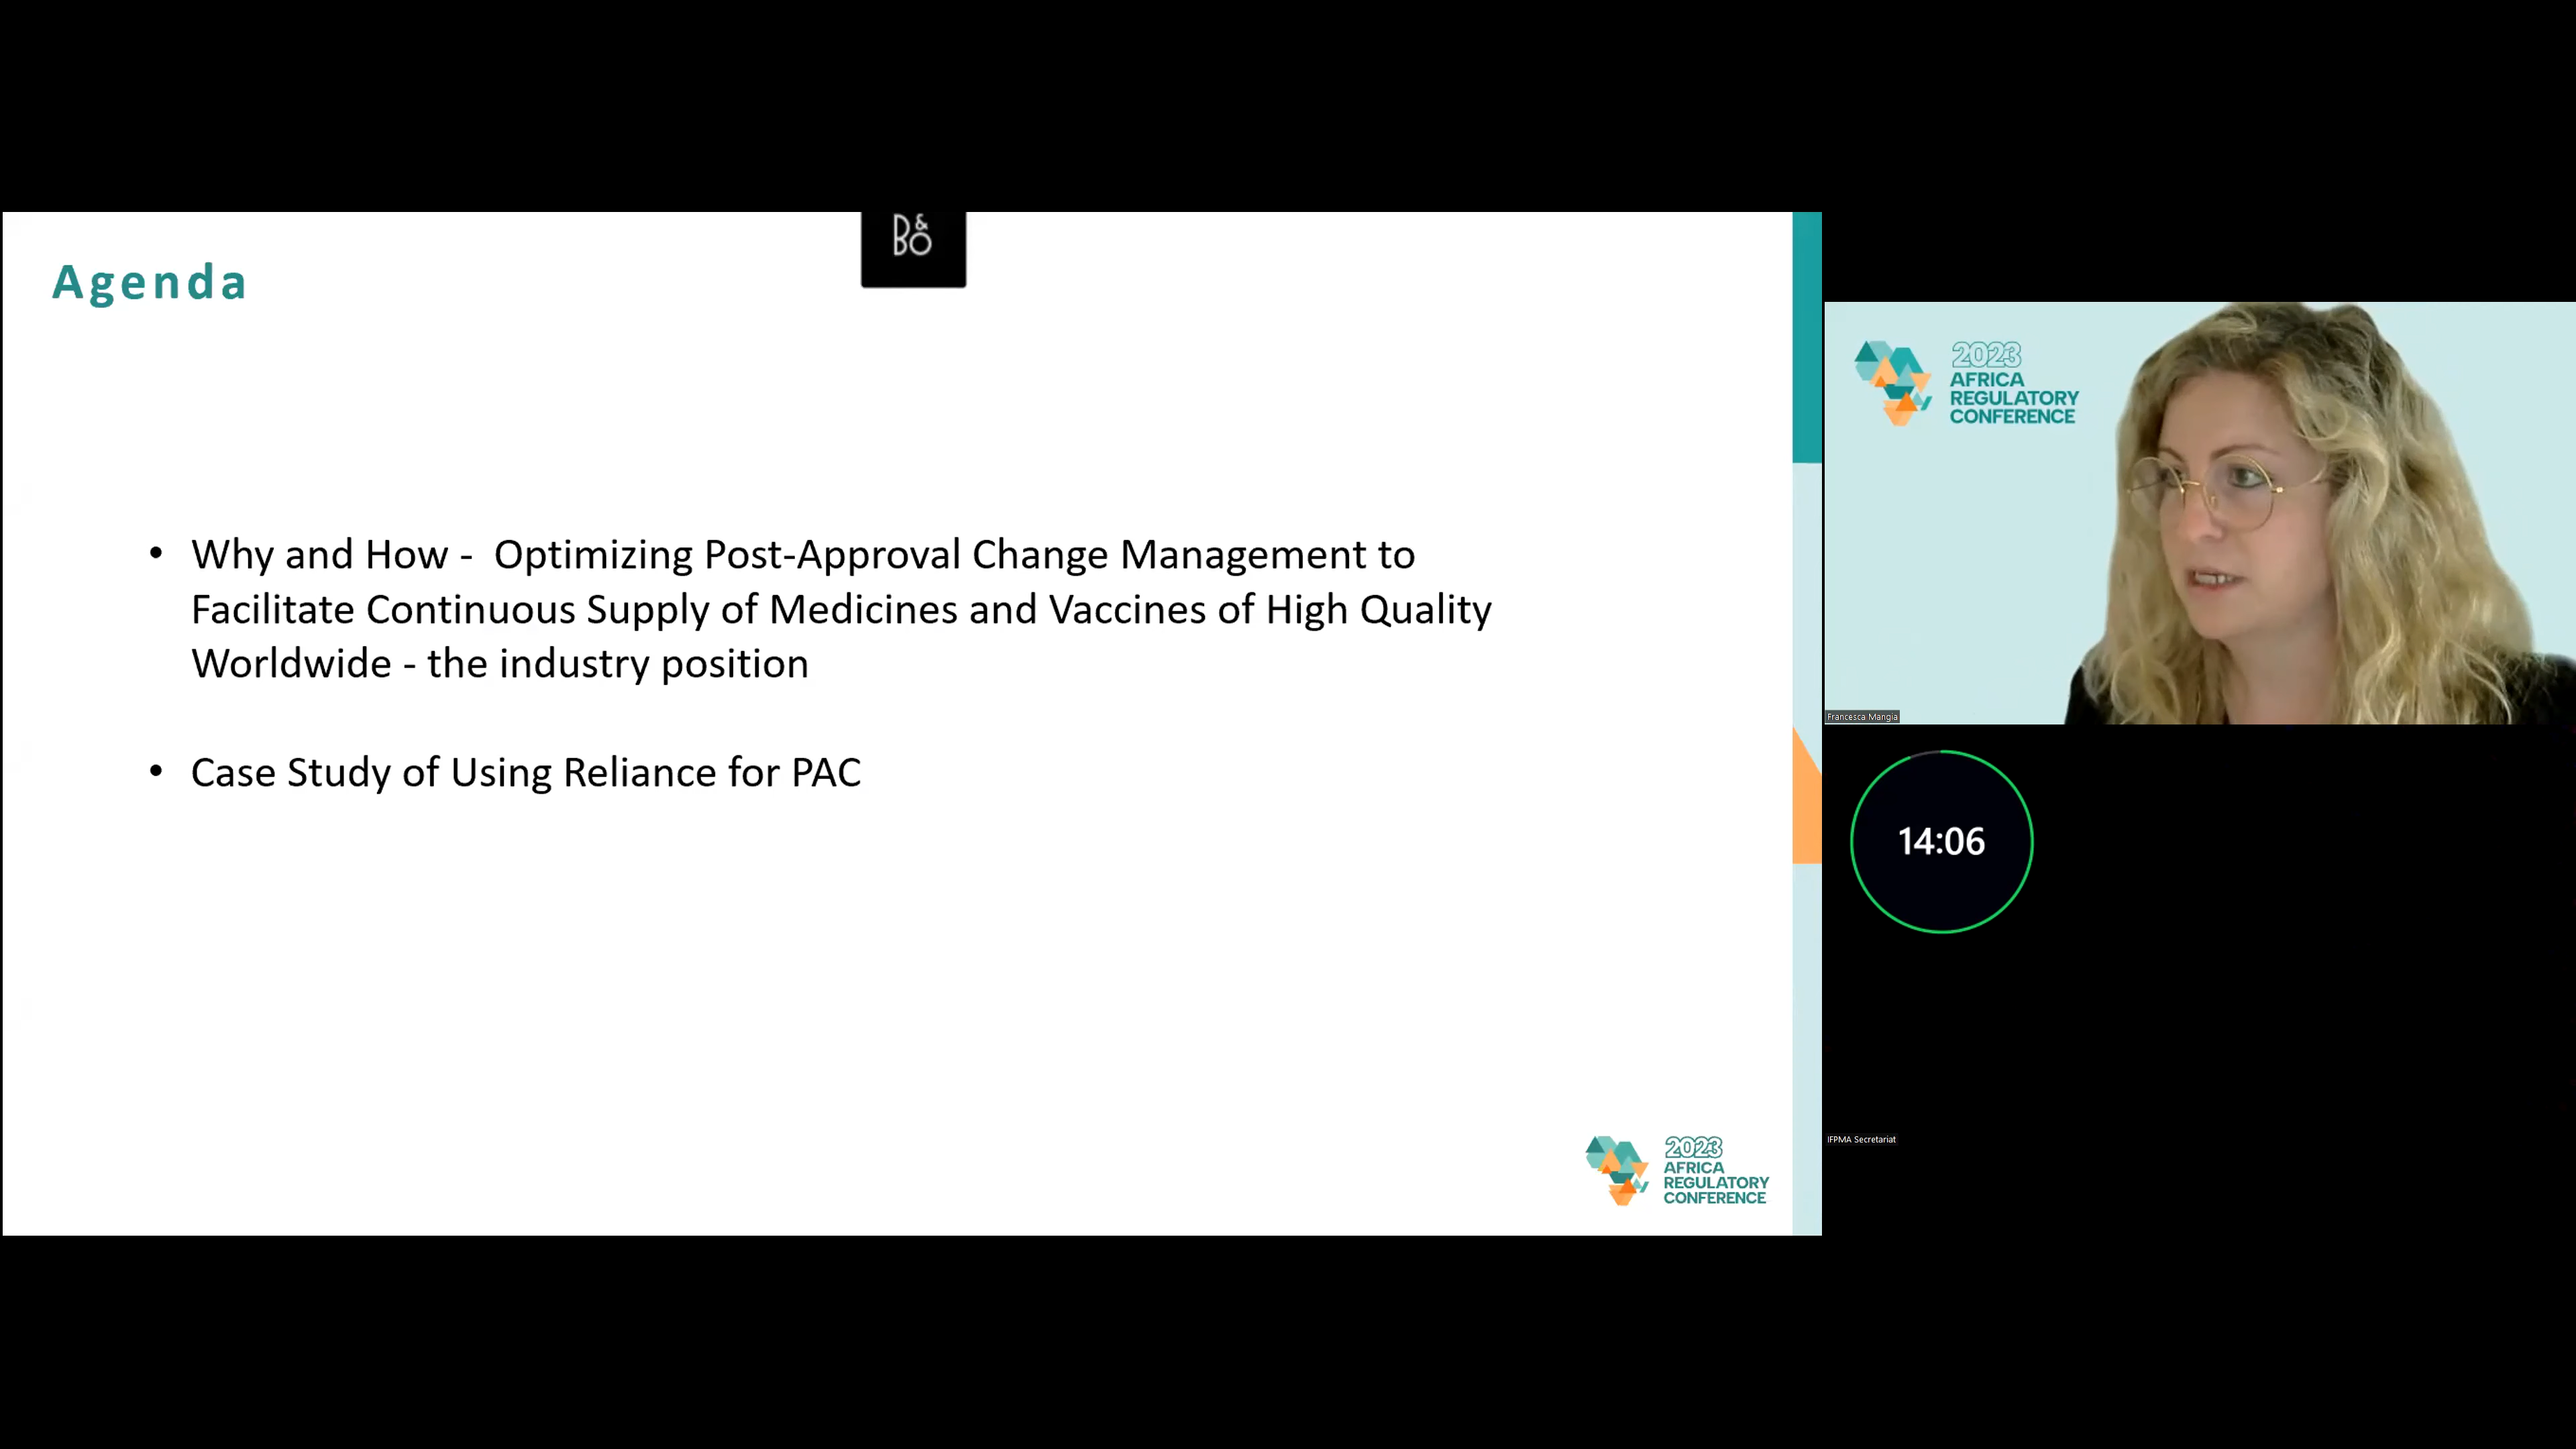 Agenda
B&O
• Why and How - Optimizing Post-Approval Change Management to
Facilitate Continuous Supply of Medicines and Vaccines of High Quality
Worldwide - the industry position
• Case Study of Using Reliance for PAC
2023
AFRICA
REGULATORY
CONFERENCE
2023
AFRICA
REGULATORY
CONFERENCE
Francesca Mangia
14:06
IFPMA Secretariat